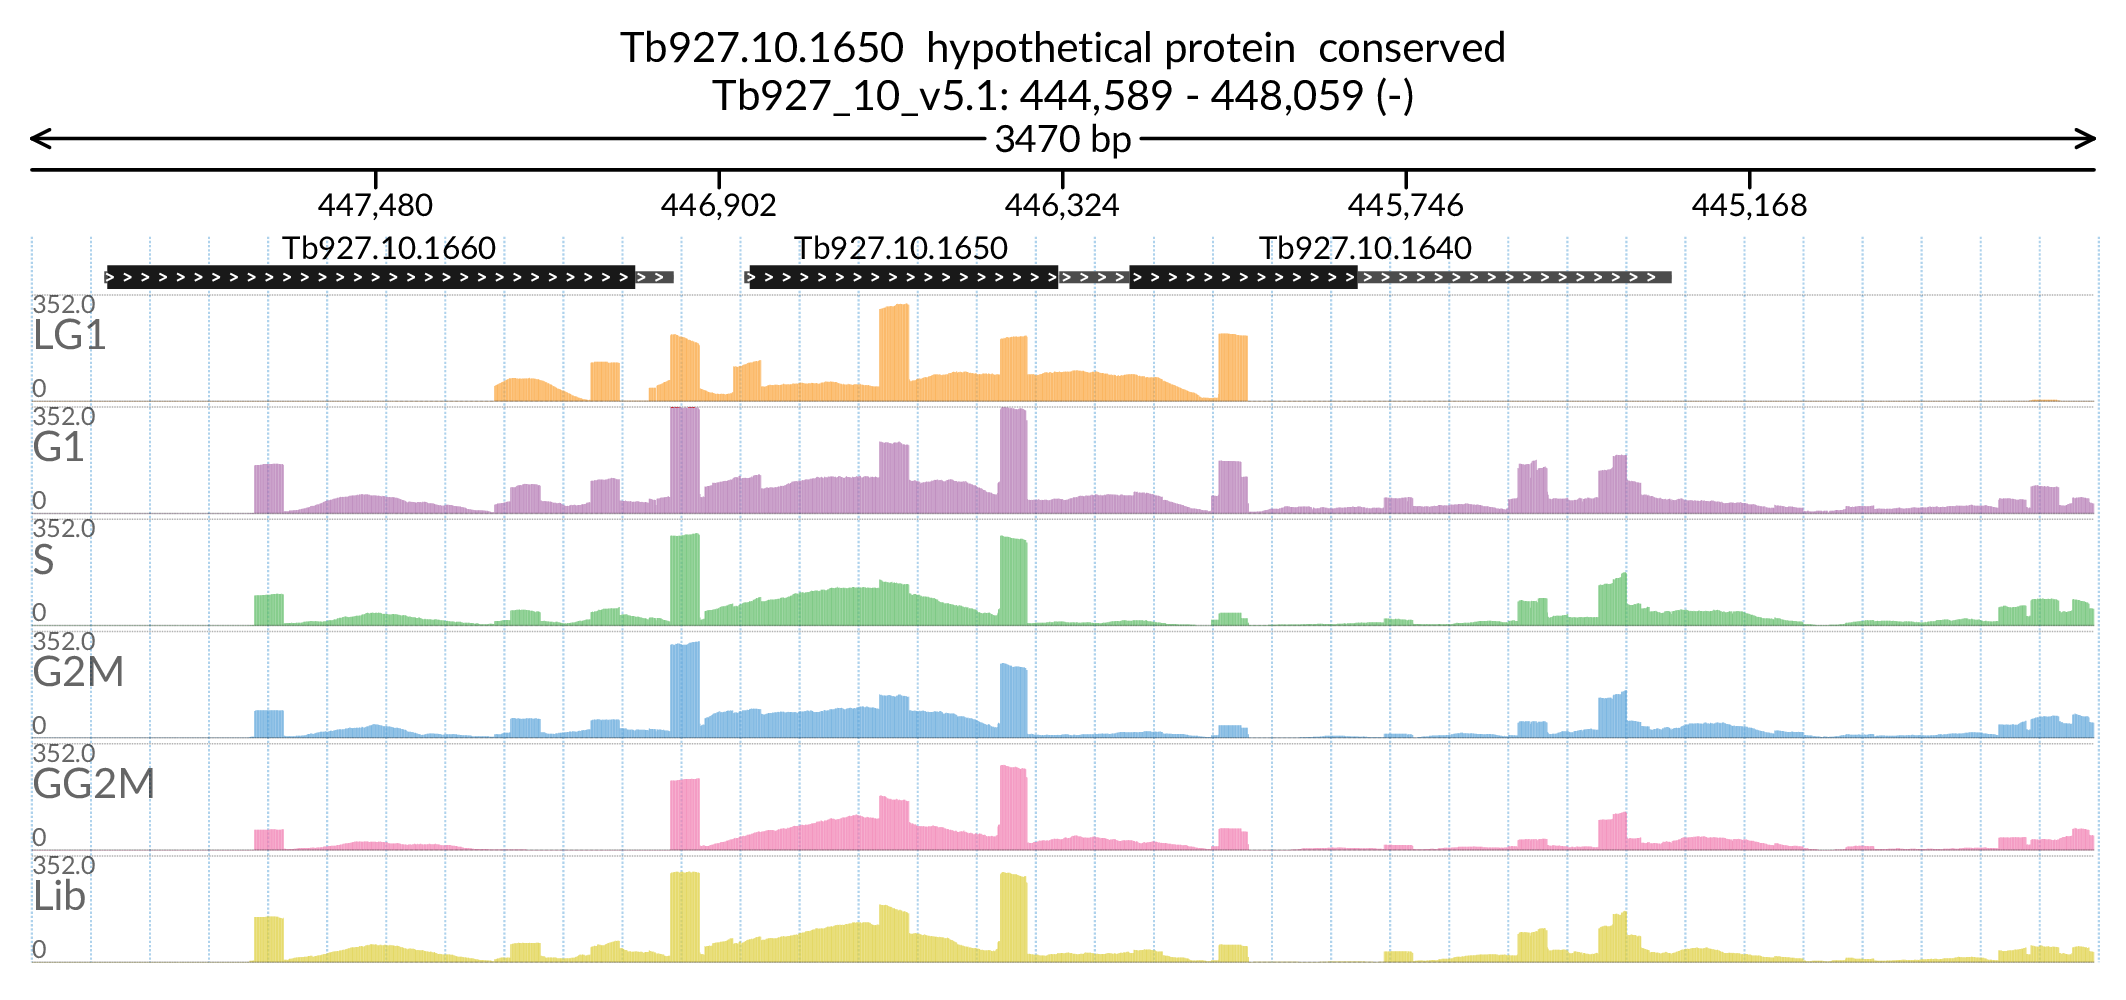 Tb927.10.1650 hypothetical protein conserved
Tb927_10_v5.1: 444,589 - 448,059 (-)
3470 bp
447,480 446,902 446,324 445,746 445,168
Tb927.10.1660 Tb927.10.1650 Tb927.10.1640
352.0
LG1
0
352.0
G1
0
352.0
S
0
352.0
G2M
0
352.0
GG2M
0
352.0
Lib
0